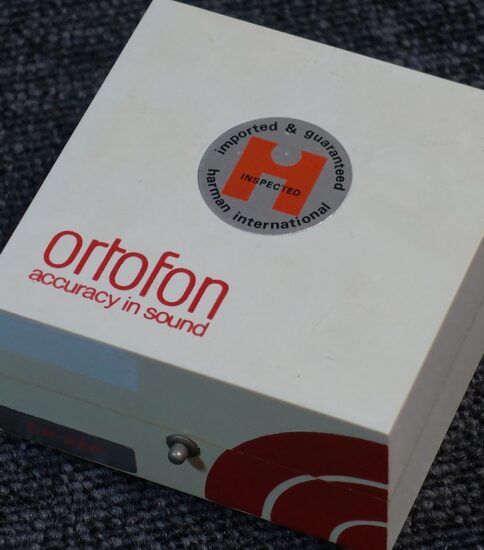 imported & guaranteed
INSPECTED
harman international
ortofon
accuracy in sound